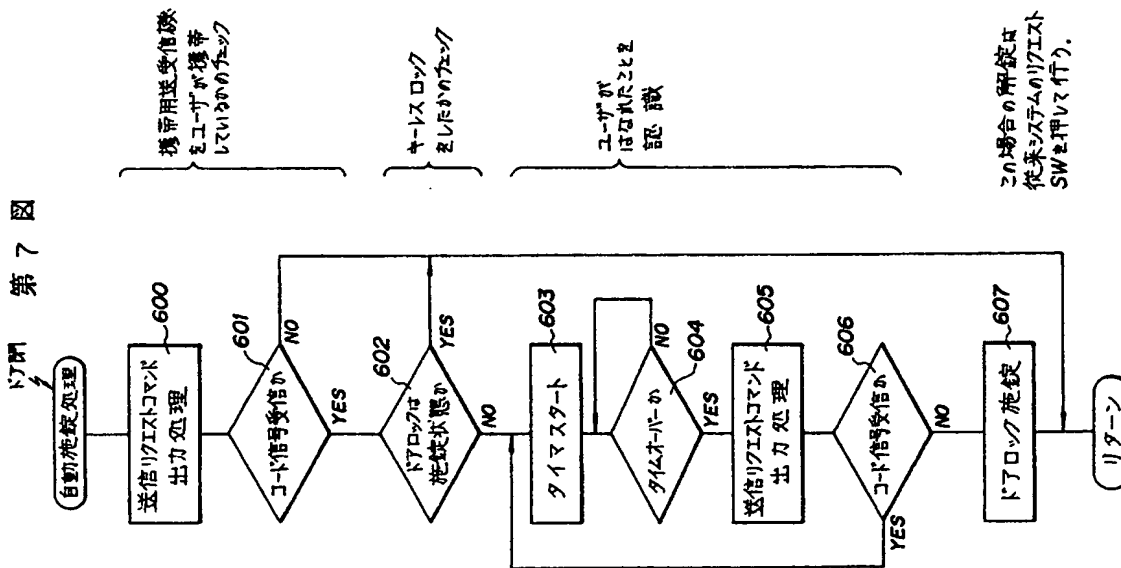 第 7 図
ドア閉
自動施錠処理
送信リクエストコマンド
出力処理
600
コード信号受信か
601
NO
YES
ドアロックは
施錠状態か
602
YES
NO
タイマスタート
603
タイムオーバーか
604
NO
YES
送信リクエストコマンド
出力処理
605
コード信号受信か
606
YES
NO
ドアロック施錠
607
リターン
携帯用送受信機
をユーザが携帯
しているかのチェック
キーレスロック
をしたかのチェック
ユーザが
はなれたことを
認識
この場合の解錠は
従来システムのリクエスト
SWを押して行う.